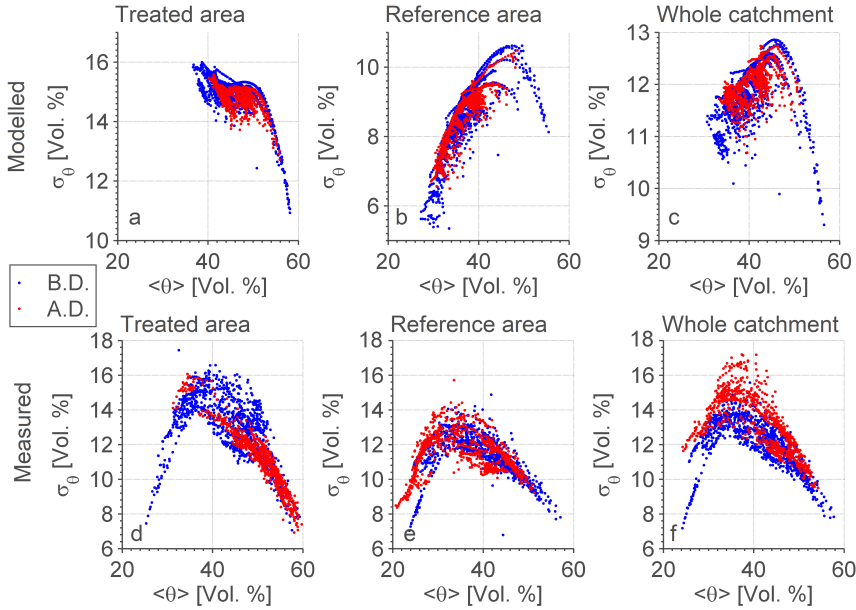 Treated area Reference area Whole catchment
Modelled
σθ [Vol. %] σθ [Vol. %] σθ [Vol. %]
16 14 12 10
10 8 6
13 12 11 10 9
a b c
20 40 60 20 40 60 20 40 60
<θ> [Vol. %] <θ> [Vol. %] <θ> [Vol. %]
B.D.
A.D.
Treated area Reference area Whole catchment
Measured
σθ [Vol. %] σθ [Vol. %] σθ [Vol. %]
18 16 14 12 10 8 6
18 16 14 12 10 8 6
18 16 14 12 10 8 6
d e f
20 40 60 20 40 60 20 40 60
<θ> [Vol. %] <θ> [Vol. %] <θ> [Vol. %]